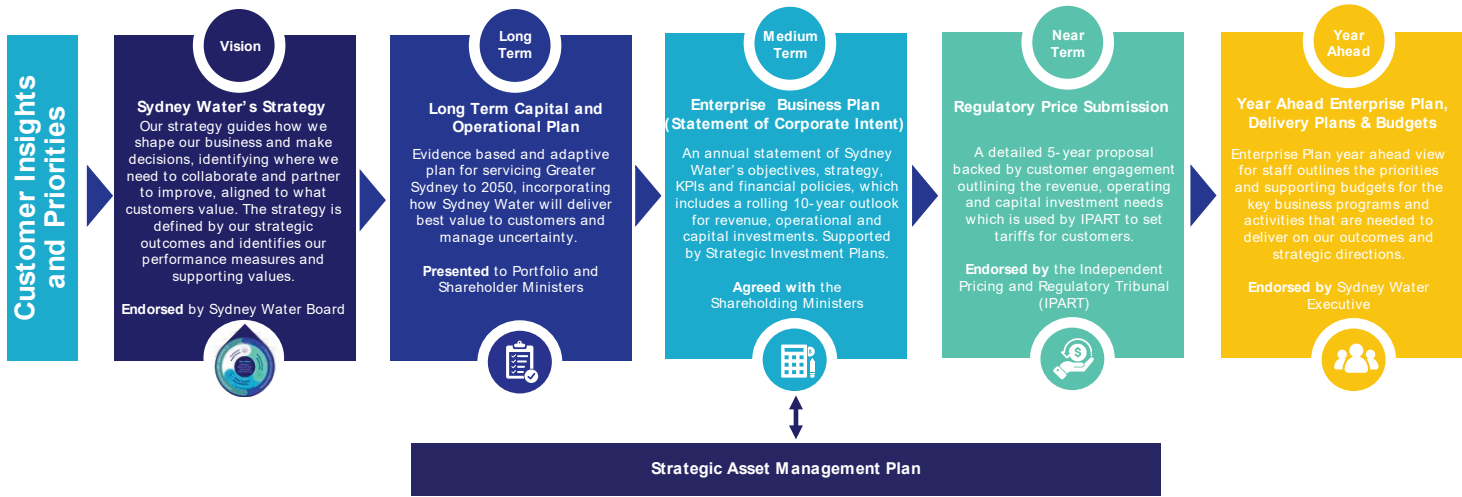 Customer Insights
and Priorities
Vision
Sydney Water's Strategy
Our strategy guides how we
shape our business and make
decisions, identifying where we
need to collaborate and partner
to improve, aligned to what
customers value. The strategy is
defined by our strategic
outcomes and identifies our
performance measures and
supporting values.
Endorsed by Sydney Water Board
Long
Term
Long Term Capital and
Operational Plan
Evidence based and adaptive
plan for servicing Greater
Sydney to 2050, incorporating
how Sydney Water will deliver
best value to customers and
manage uncertainty.
Presented to Portfolio and
Shareholder Ministers
Medium
Term
Enterprise Business Plan
(Statement of Corporate Intent)
An annual statement of Sydney
Water's objectives, strategy,
KPIs and financial policies, which
includes a rolling 10-year outlook
for revenue, operational and
capital investments. Supported
by Strategic Investment Plans.
Agreed with the
Shareholding Ministers
Near
Term
Regulatory Price Submission
A detailed 5-year proposal
backed by customer engagement
outlining the revenue, operating
and capital investment needs
which is used by IPART to set
tariffs for customers.
Endorsed by the Independent
Pricing and Regulatory Tribunal
(IPART)
$
Year
Ahead
Year Ahead Enterprise Plan,
Delivery Plans & Budgets
Enterprise Plan year ahead view
for staff outlines the priorities
and supporting budgets for the
key business programs and
activities that are needed to
deliver on our outcomes and
strategic directions.
Endorsed by Sydney Water
Executive
Strategic Asset Management Plan